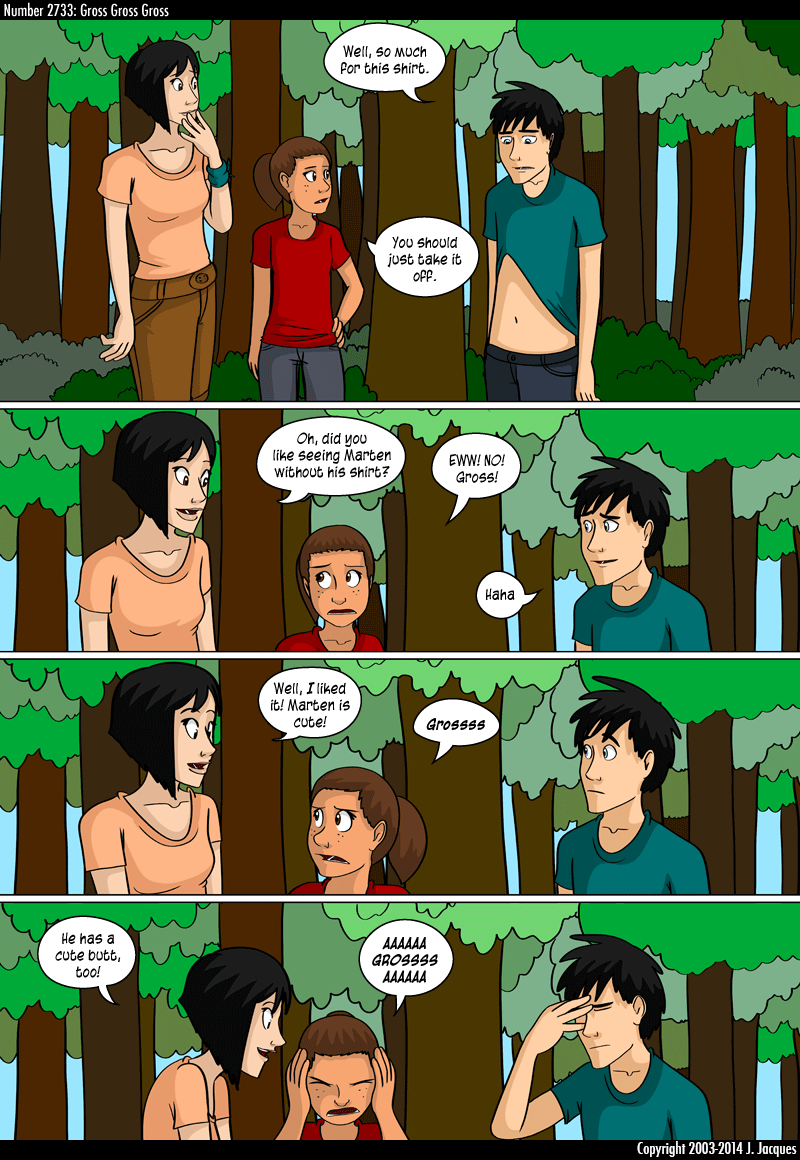 Number 2733: Gross Gross Gross
Well, so much
for this shirt.
You should
just take it
off.
Oh, did you
like seeing Marten
without his shirt?
EWW! NO!
Gross!
Haha
Well, I liked
it! Marten is
cute!
Grossss
He has a
cute butt,
too!
AAAAAA
GROSSSS
AAAAAA
Copyright 2003-2014 J. Jacques